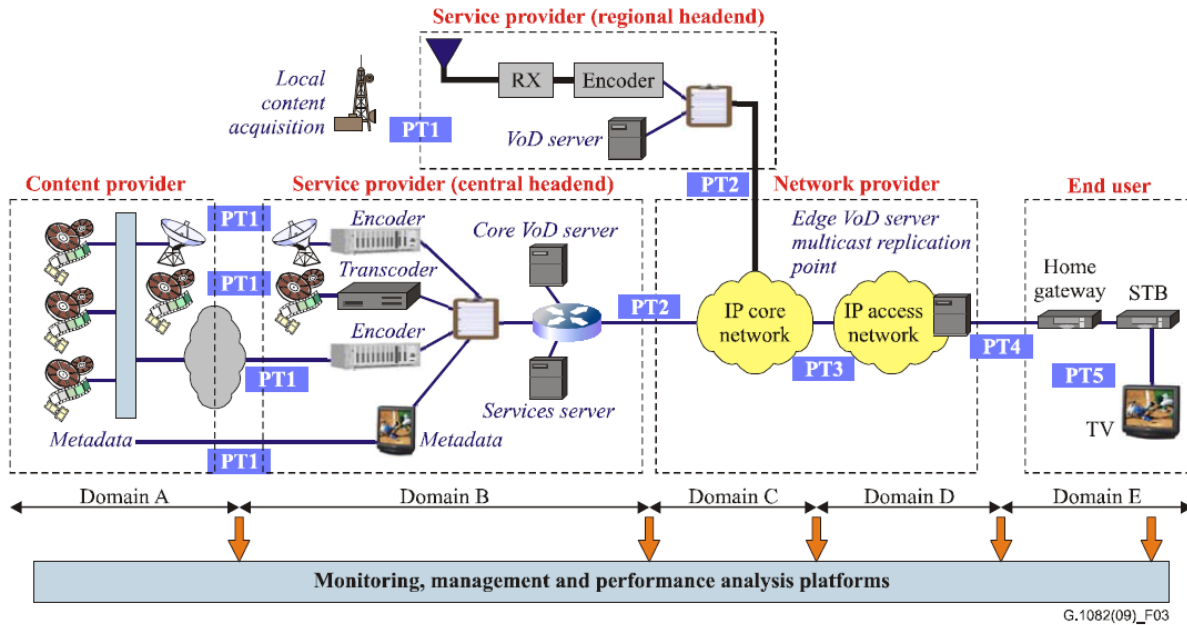 Service provider (regional headend)
Local
content
acquisition
PT1
RX
Encoder
VoD server
PT2
Content provider
Service provider (central headend)
Network provider
End user
PT1
Encoder
Core VoD server
Edge VoD server
multicast replication
point
PT1
Transcoder
Home
gateway
STB
PT2
IP core
network
IP access
network
Encoder
PT1
PT3
PT4
PT5
Services server
TV
Metadata
Metadata
PT1
Domain A
Domain B
Domain C
Domain D
Domain E
Monitoring, management and performance analysis platforms
G.1082(09)_F03